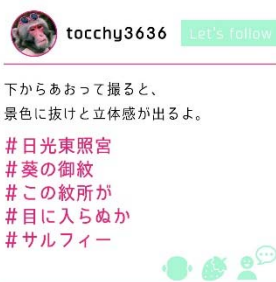 tocchy3636 Let's follow
下からあおって撮ると、
景色に抜けと立体感が出るよ。
#日光東照宮
#葵の御紋
#この紋所が
#目に入らぬか
#サルフィー